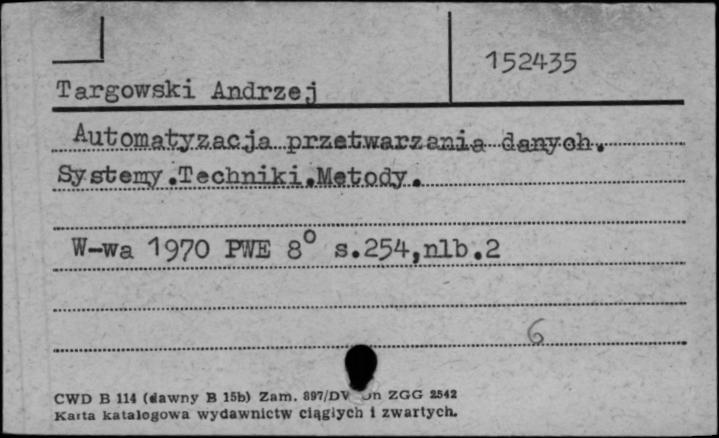 152435
Targowski Andrzej
Automatyzacja przetwarzania danych.
Systemy.Techniki.Metody.
W-wa 1970 PWE 8° s.254,nlb.2
6
CWD B 114 (dawny B 15b) Zam. 897/DV ZGG 2542
Karta katalogowa wydawnictw ciągłych i zwartych.